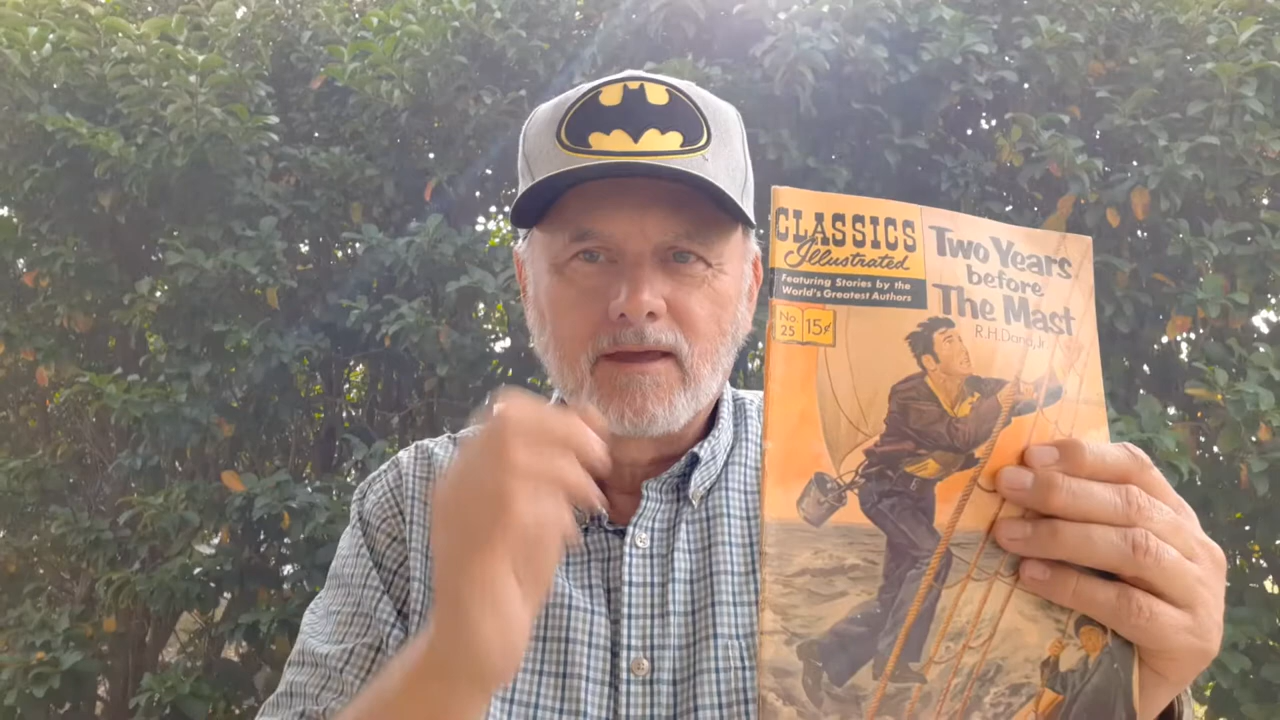 CLASSICS
Illustrated
Featuring Stories by the
World's Greatest Authors
No.
25
15¢
Two Years
before
The Mast
R.H.Dana,Jr